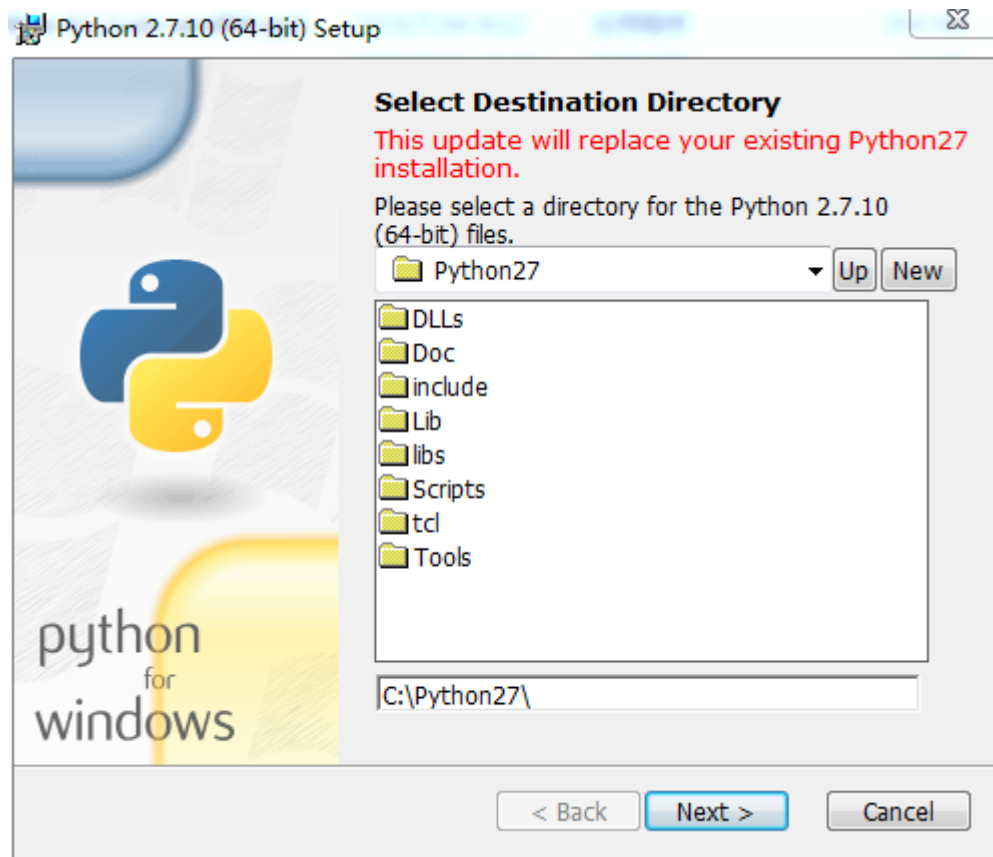 Python 2.7.10 (64-bit) Setup
Select Destination Directory
This update will replace your existing Python27
installation.
Please select a directory for the Python 2.7.10
(64-bit) files.
Python27
Up
New
DLLs
Doc
include
Lib
libs
Scripts
tcl
Tools
C:\Python27\
python
for
windows
< Back
Next >
Cancel